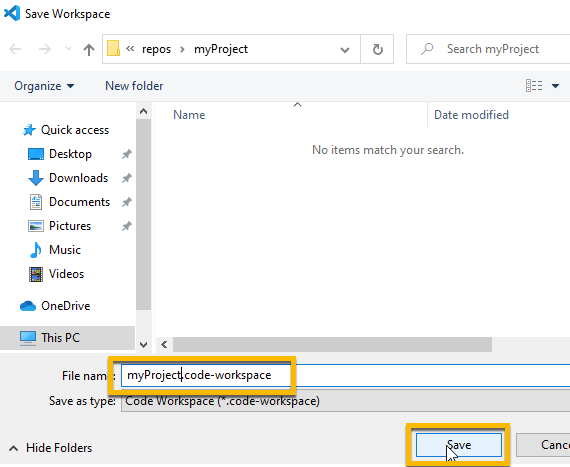 Save Workspace
« repos > myProject
Search myProject
Organize
New folder
Name
Date modified
No items match your search.
Quick access
Desktop
Downloads
Documents
Pictures
Music
Videos
OneDrive
This PC
File name: myProject.code-workspace
Save as type: Code Workspace (*.code-workspace)
Hide Folders
Save
Canc